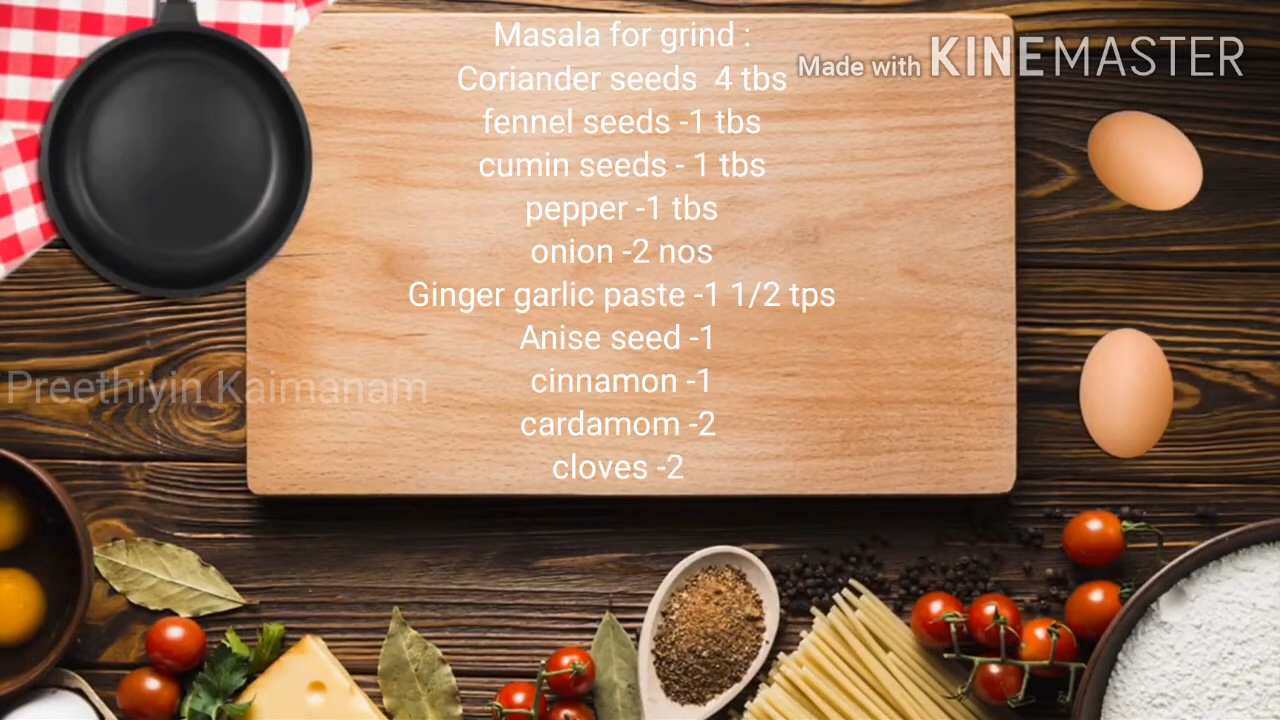 Masala for grind :
Made with KINEMASTER
Coriander seeds  4 tbs
fennel seeds -1 tbs
cumin seeds - 1 tbs
pepper -1 tbs
onion -2 nos
Ginger garlic paste -1 1/2 tps
Anise seed -1
cinnamon -1
Preethiyin Kaimanam
cardamom -2
cloves -2